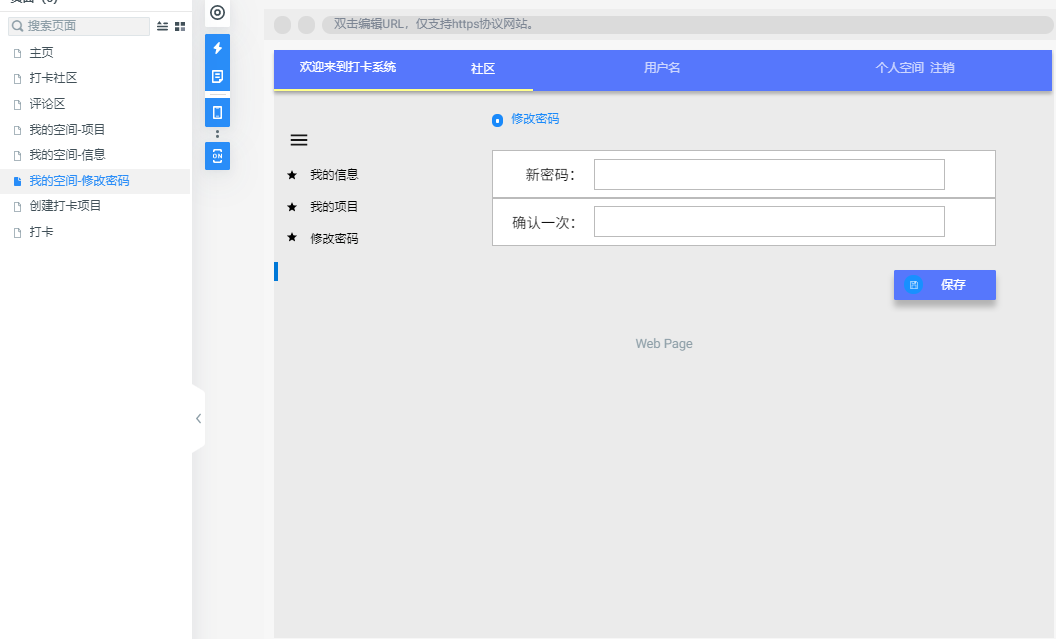 搜索页面
主页
打卡社区
评论区
我的空间-项目
我的空间-信息
我的空间-修改密码
创建打卡项目
打卡
ON
双击编辑URL，仅支持https协议网站。
欢迎来到打卡系统 社区 用户名 个人空间 注销
修改密码
我的信息
我的项目
修改密码
新密码：
确认一次：
保存
Web Page